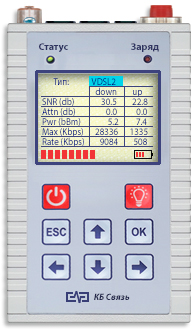 Статус Заряд
Тип: VDSL2
down up
SNR (db) 30.5 22.8
Attn (db) 0.0 0.0
Pwr (bBm) 5.2 7.4
Max (Kbps) 28336 1335
Rate (Kbps) 9084 508
ESC OK
КБ Связь